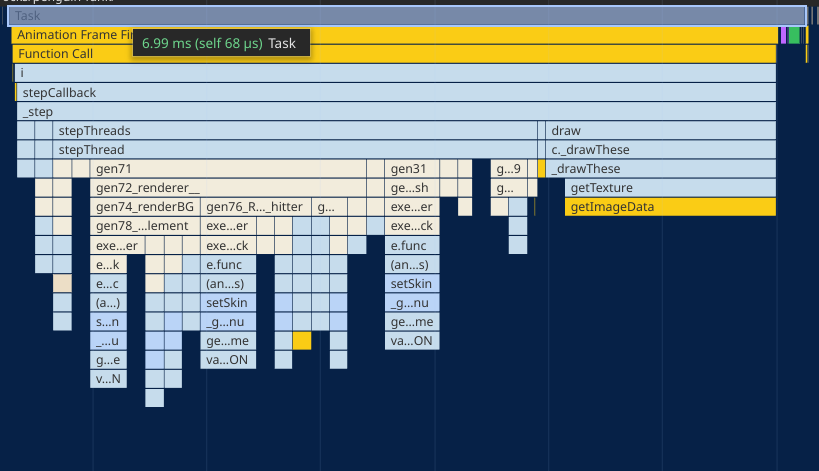 Task
Animation Frame Fir
6.99 ms (self 68 μs) Task
Function Call
i
stepCallback
_step
stepThreads draw
stepThread c._drawThese
gen71 gen31 g...9 _drawThese
gen72_renderer__ ge...sh g... getTexture
gen74_renderBG gen76_R..._hitter g... exe...er getImageData
gen78_...lement exe...er exe...ck
exe...er exe...ck e.func
e...k e.func (an...s)
e...c (an...s) setSkin
(a...) setSkin _g...nu
s...n _g...nu ge...me
_...u ge...me va...ON
g...e va...ON
v...N